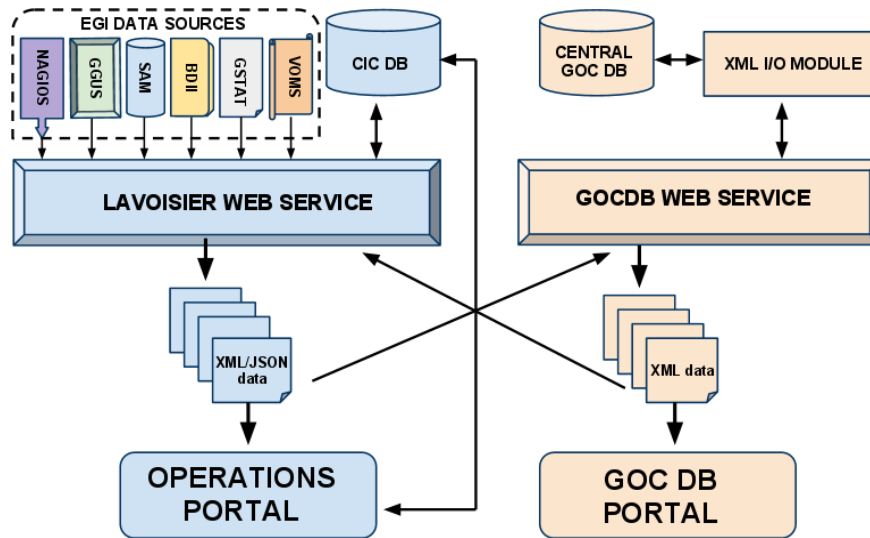 EGI DATA SOURCES
NAGIOS
GGUS
SAM
BDII
GSTAT
VOMS
CIC DB
CENTRAL
GOC DB
XML I/O MODULE
LAVOISIER WEB SERVICE
GOCDB WEB SERVICE
XML/JSON
data
XML data
OPERATIONS
PORTAL
GOC DB
PORTAL